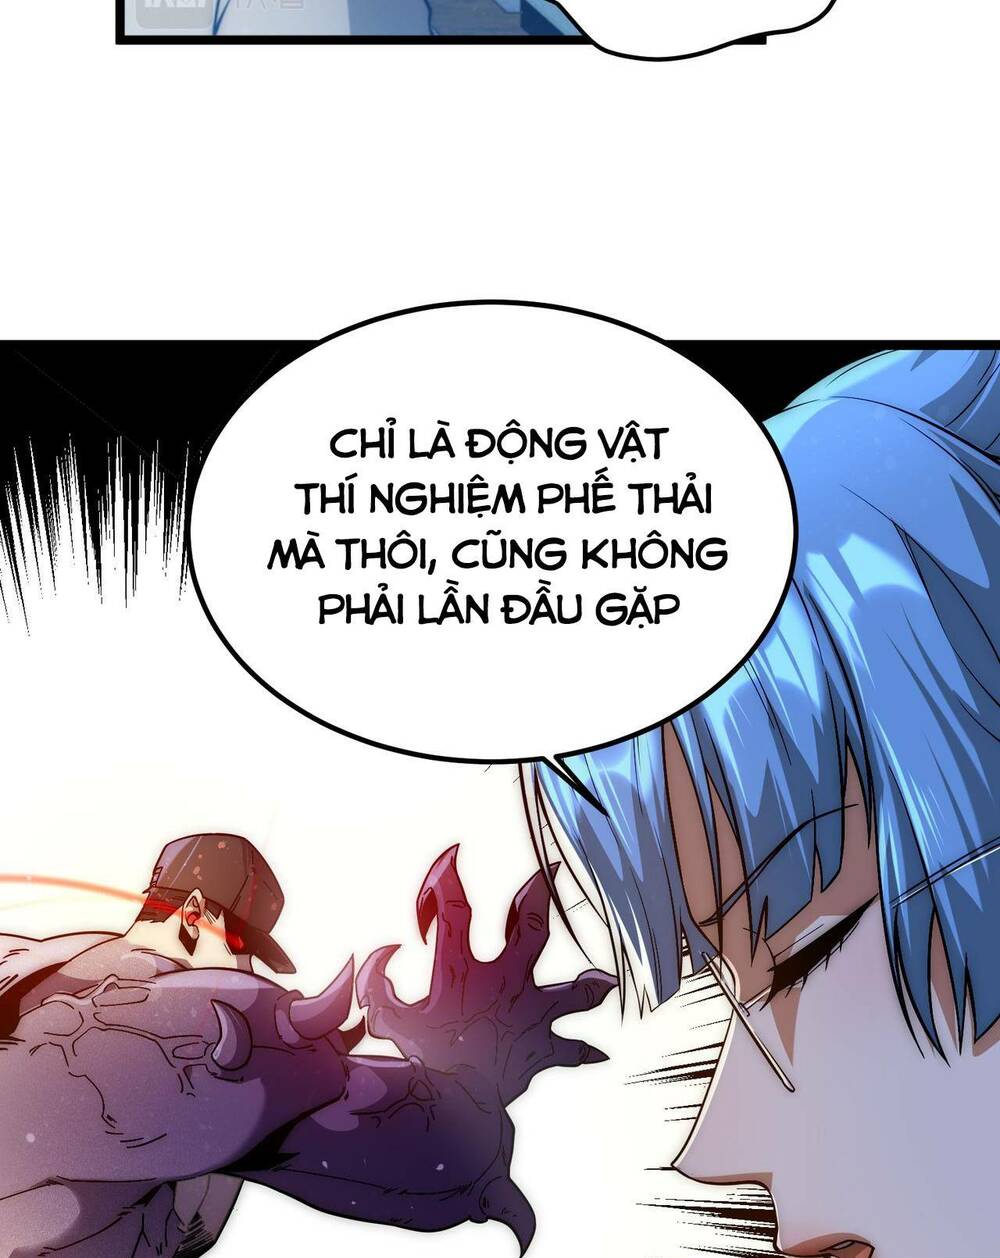 CHỈ LÀ ĐỘNG VẬT
THÍ NGHIỆM PHẾ THẢI
MÀ THÔI, CŨNG KHÔNG
PHẢI LẦN ĐẦU GẶP